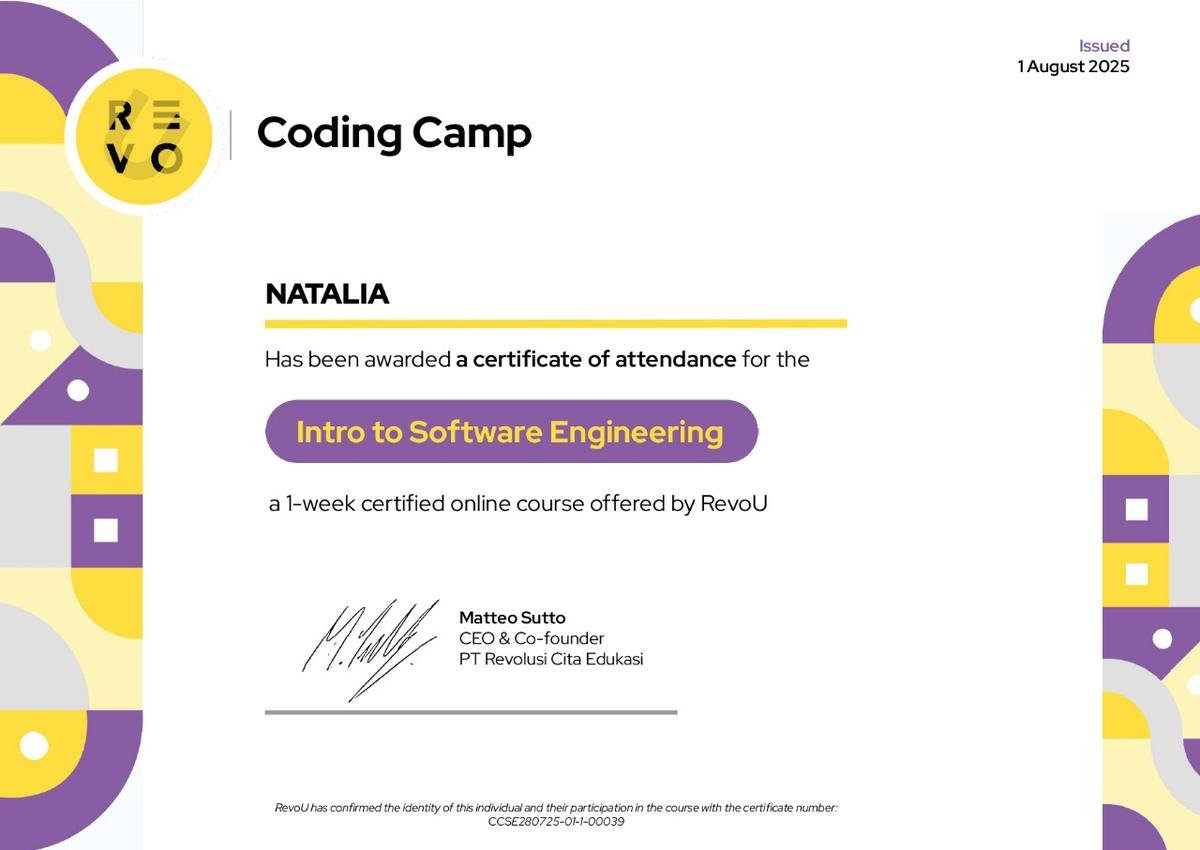 Issued
1 August 2025
RE
VO
Coding Camp
NATALIA
Has been awarded a certificate of attendance for the
Intro to Software Engineering
a 1-week certified online course offered by RevoU
Matteo Sutto
CEO & Co-founder
PT Revolusi Cita Edukasi
RevoU has confirmed the identity of this individual and their participation in the course with the certificate number:
CCSE280725-01-1-00039